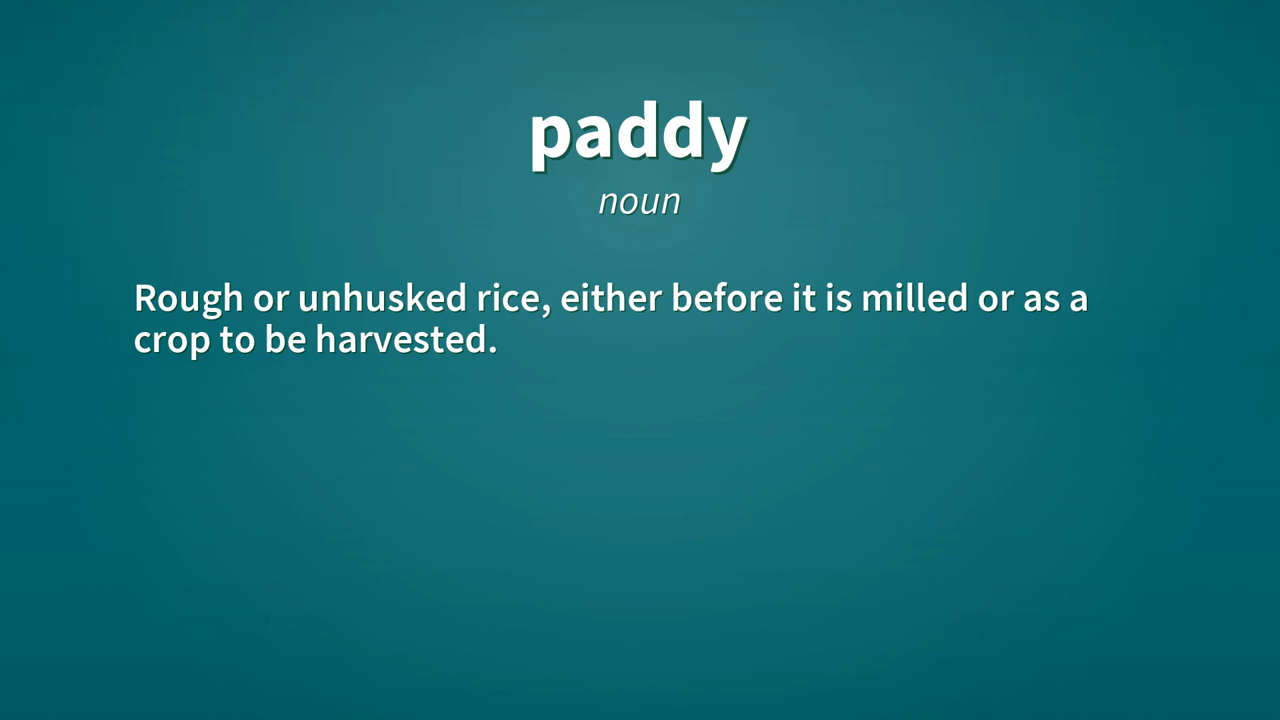 paddy
noun
Rough or unhusked rice, either before it is milled or as a
crop to be harvested.